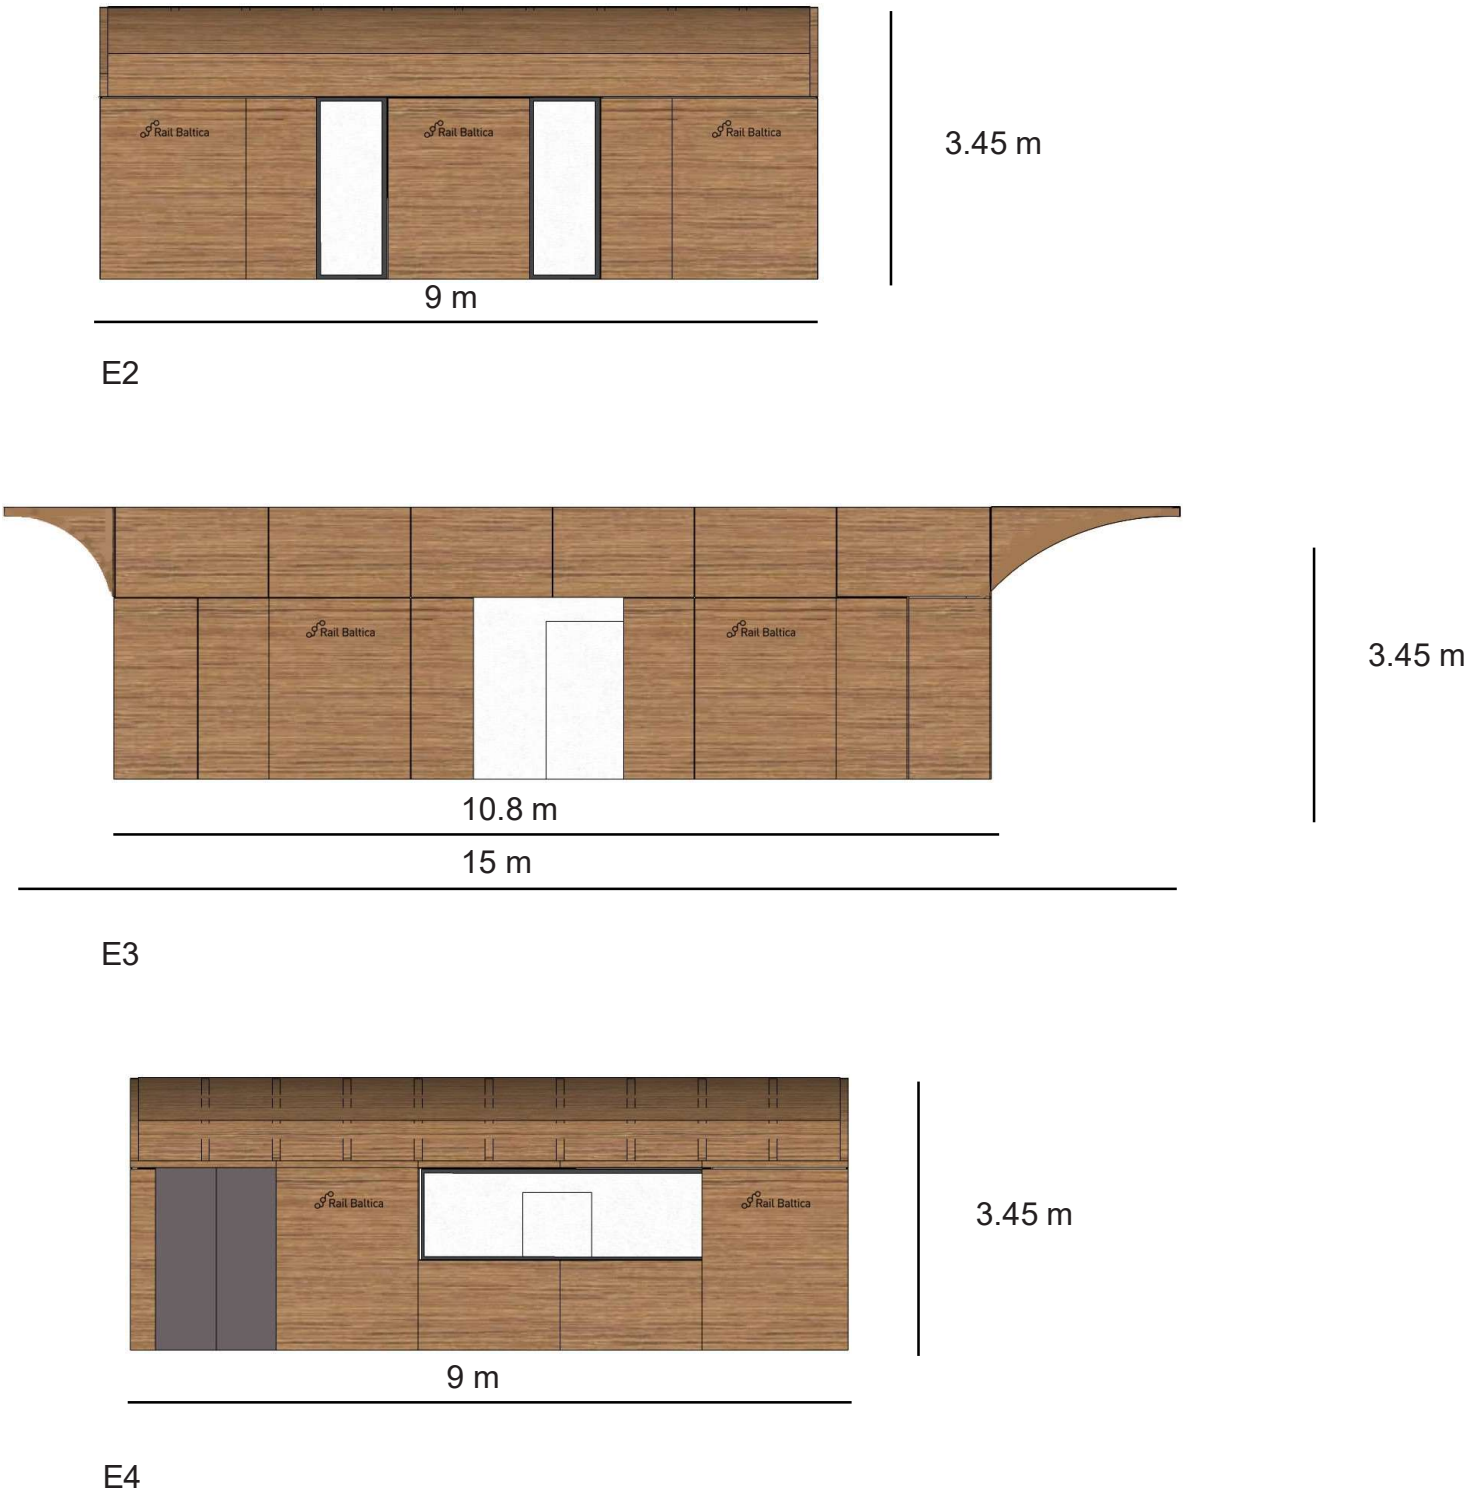 Rail Baltica Rail Baltica Rail Baltica
3.45 m
9 m
E2
Rail Baltica Rail Baltica
3.45 m
10.8 m
15 m
E3
Rail Baltica Rail Baltica
3.45 m
9 m
E4